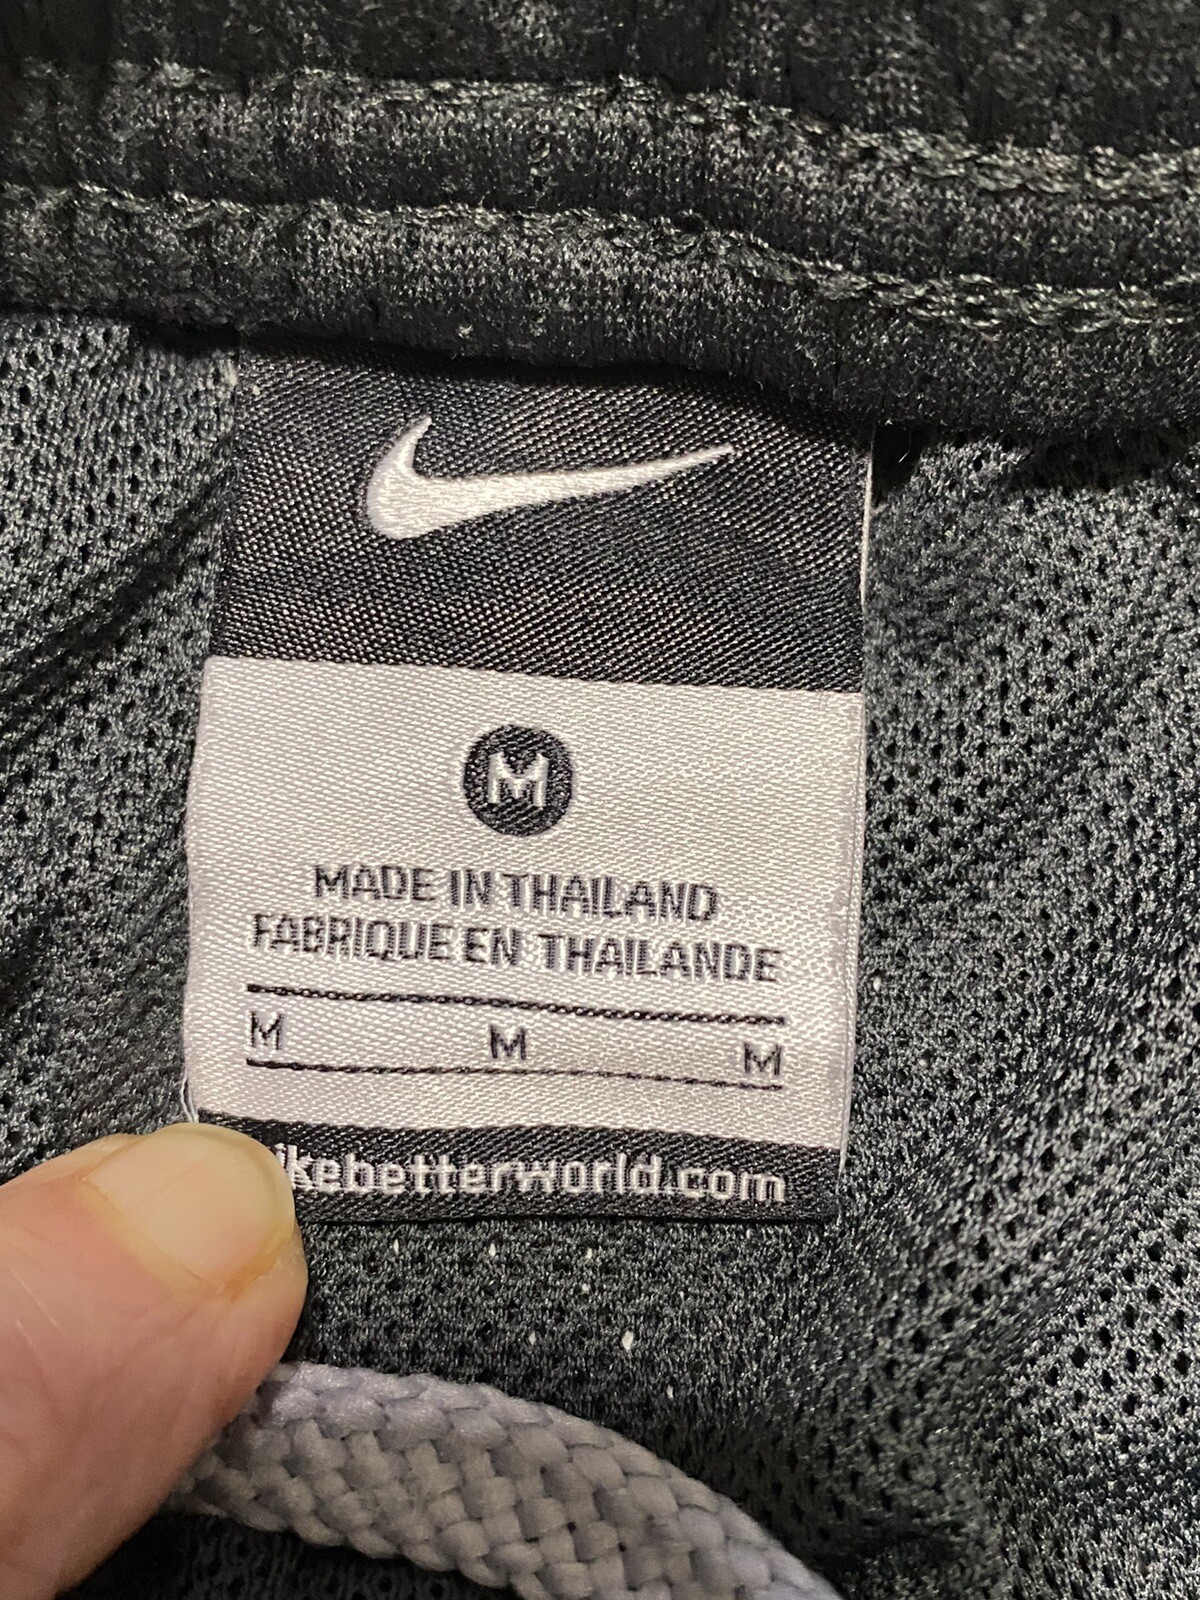 M
MADE IN THAILAND
FABRIQUE EN THAILANDE
M M M
ikebetterworld.com